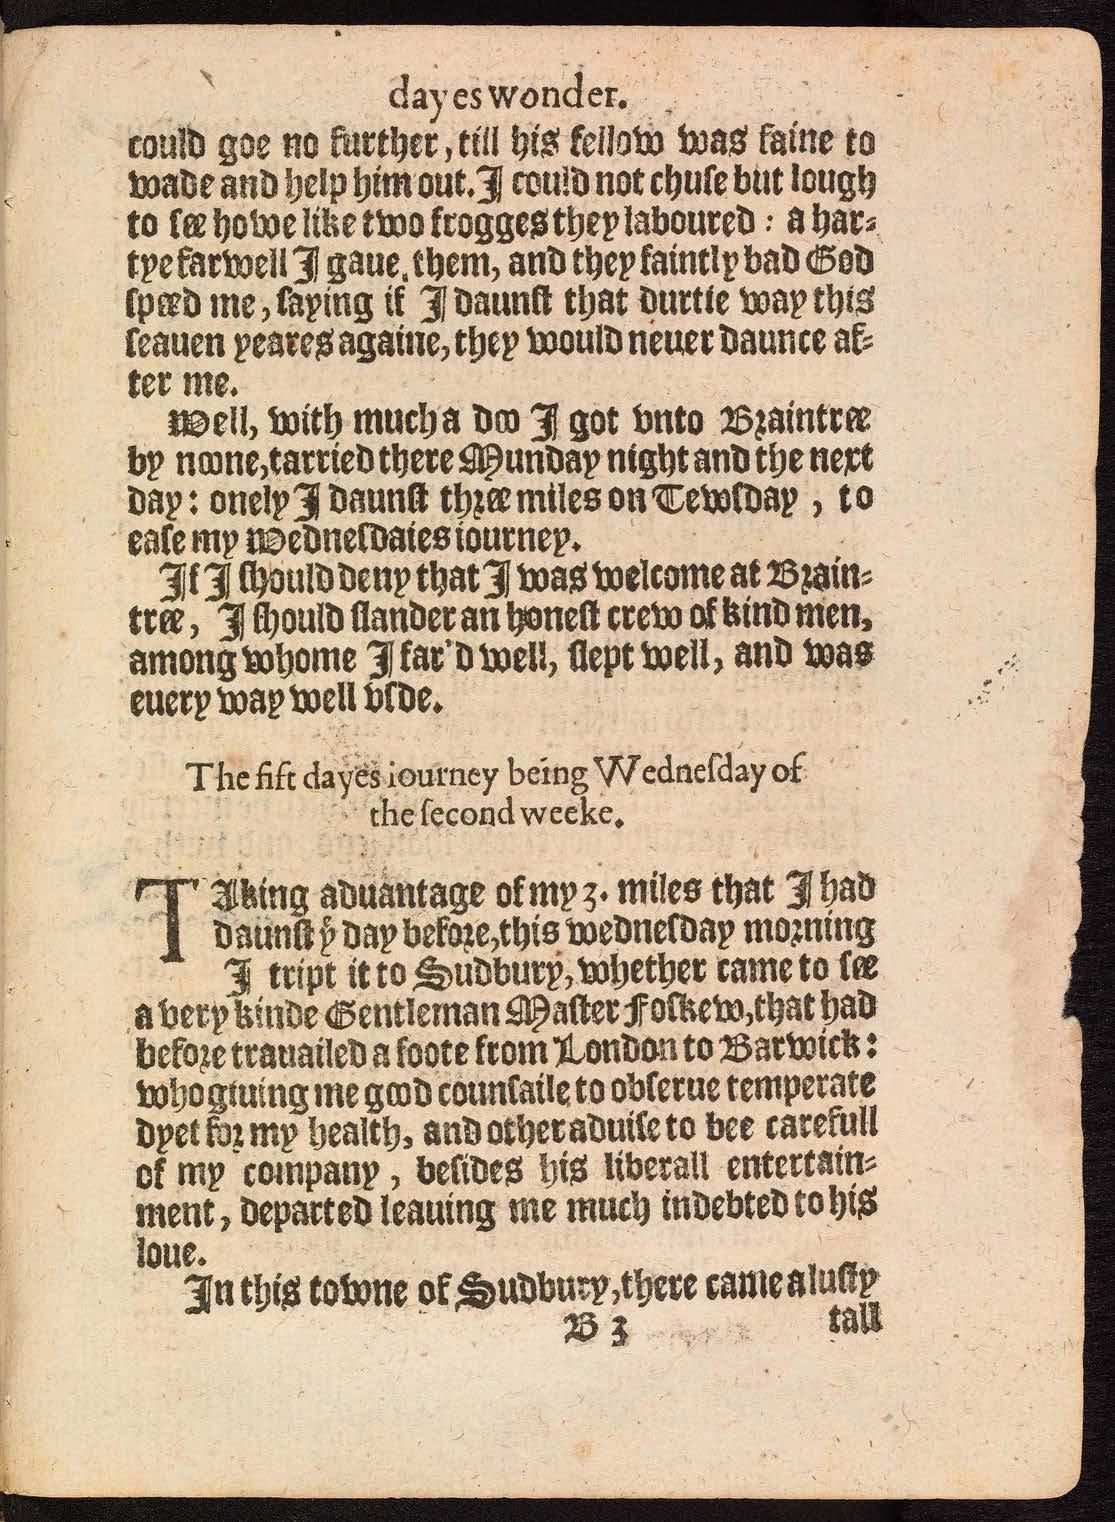 dayes wonder.
could goe no further, till his fellow was faine to
wade and help him out. I could not chuſe but lough
to ſee howe like two frogges they laboured : a har-
tye farwell I gaue them, and they faintly bad God
ſpeed me, ſaying if I daunſt that durtie way this
ſeauen yeares againe, they would neuer daunce af-
ter me.
Well, with much a doo I got vnto Braintree
by noone, tarried there Munday night and the next
day : onely I daunſt three miles on Tewſday, to
eaſe my Wedneſdaies iourney.
If I ſhould deny that I was welcome at Brain-
tree, I ſhould ſlander an honeſt crew of kind men,
among whome I far'd well, ſlept well, and was
euery way well vſde.
The fift dayes iourney being Wedneſday of
the ſecond weeke.
TAking aduantage of my 3. miles that I had
daunſt yͤ day before, this wedneſday morning
I tript it to Sudbury, whether came to ſee
a very kinde Gentleman Maſter Foſkew, that had
before trauailed a foote from London to Barwick :
who giuing me good counſaile to obſerue temperate
dyet for my health, and other aduiſe to bee carefull
of my company, beſides his liberall entertain-
ment, departed leauing me much indebted to his
loue.
In this towne of Sudbury, there came a luſty
B 3 tall